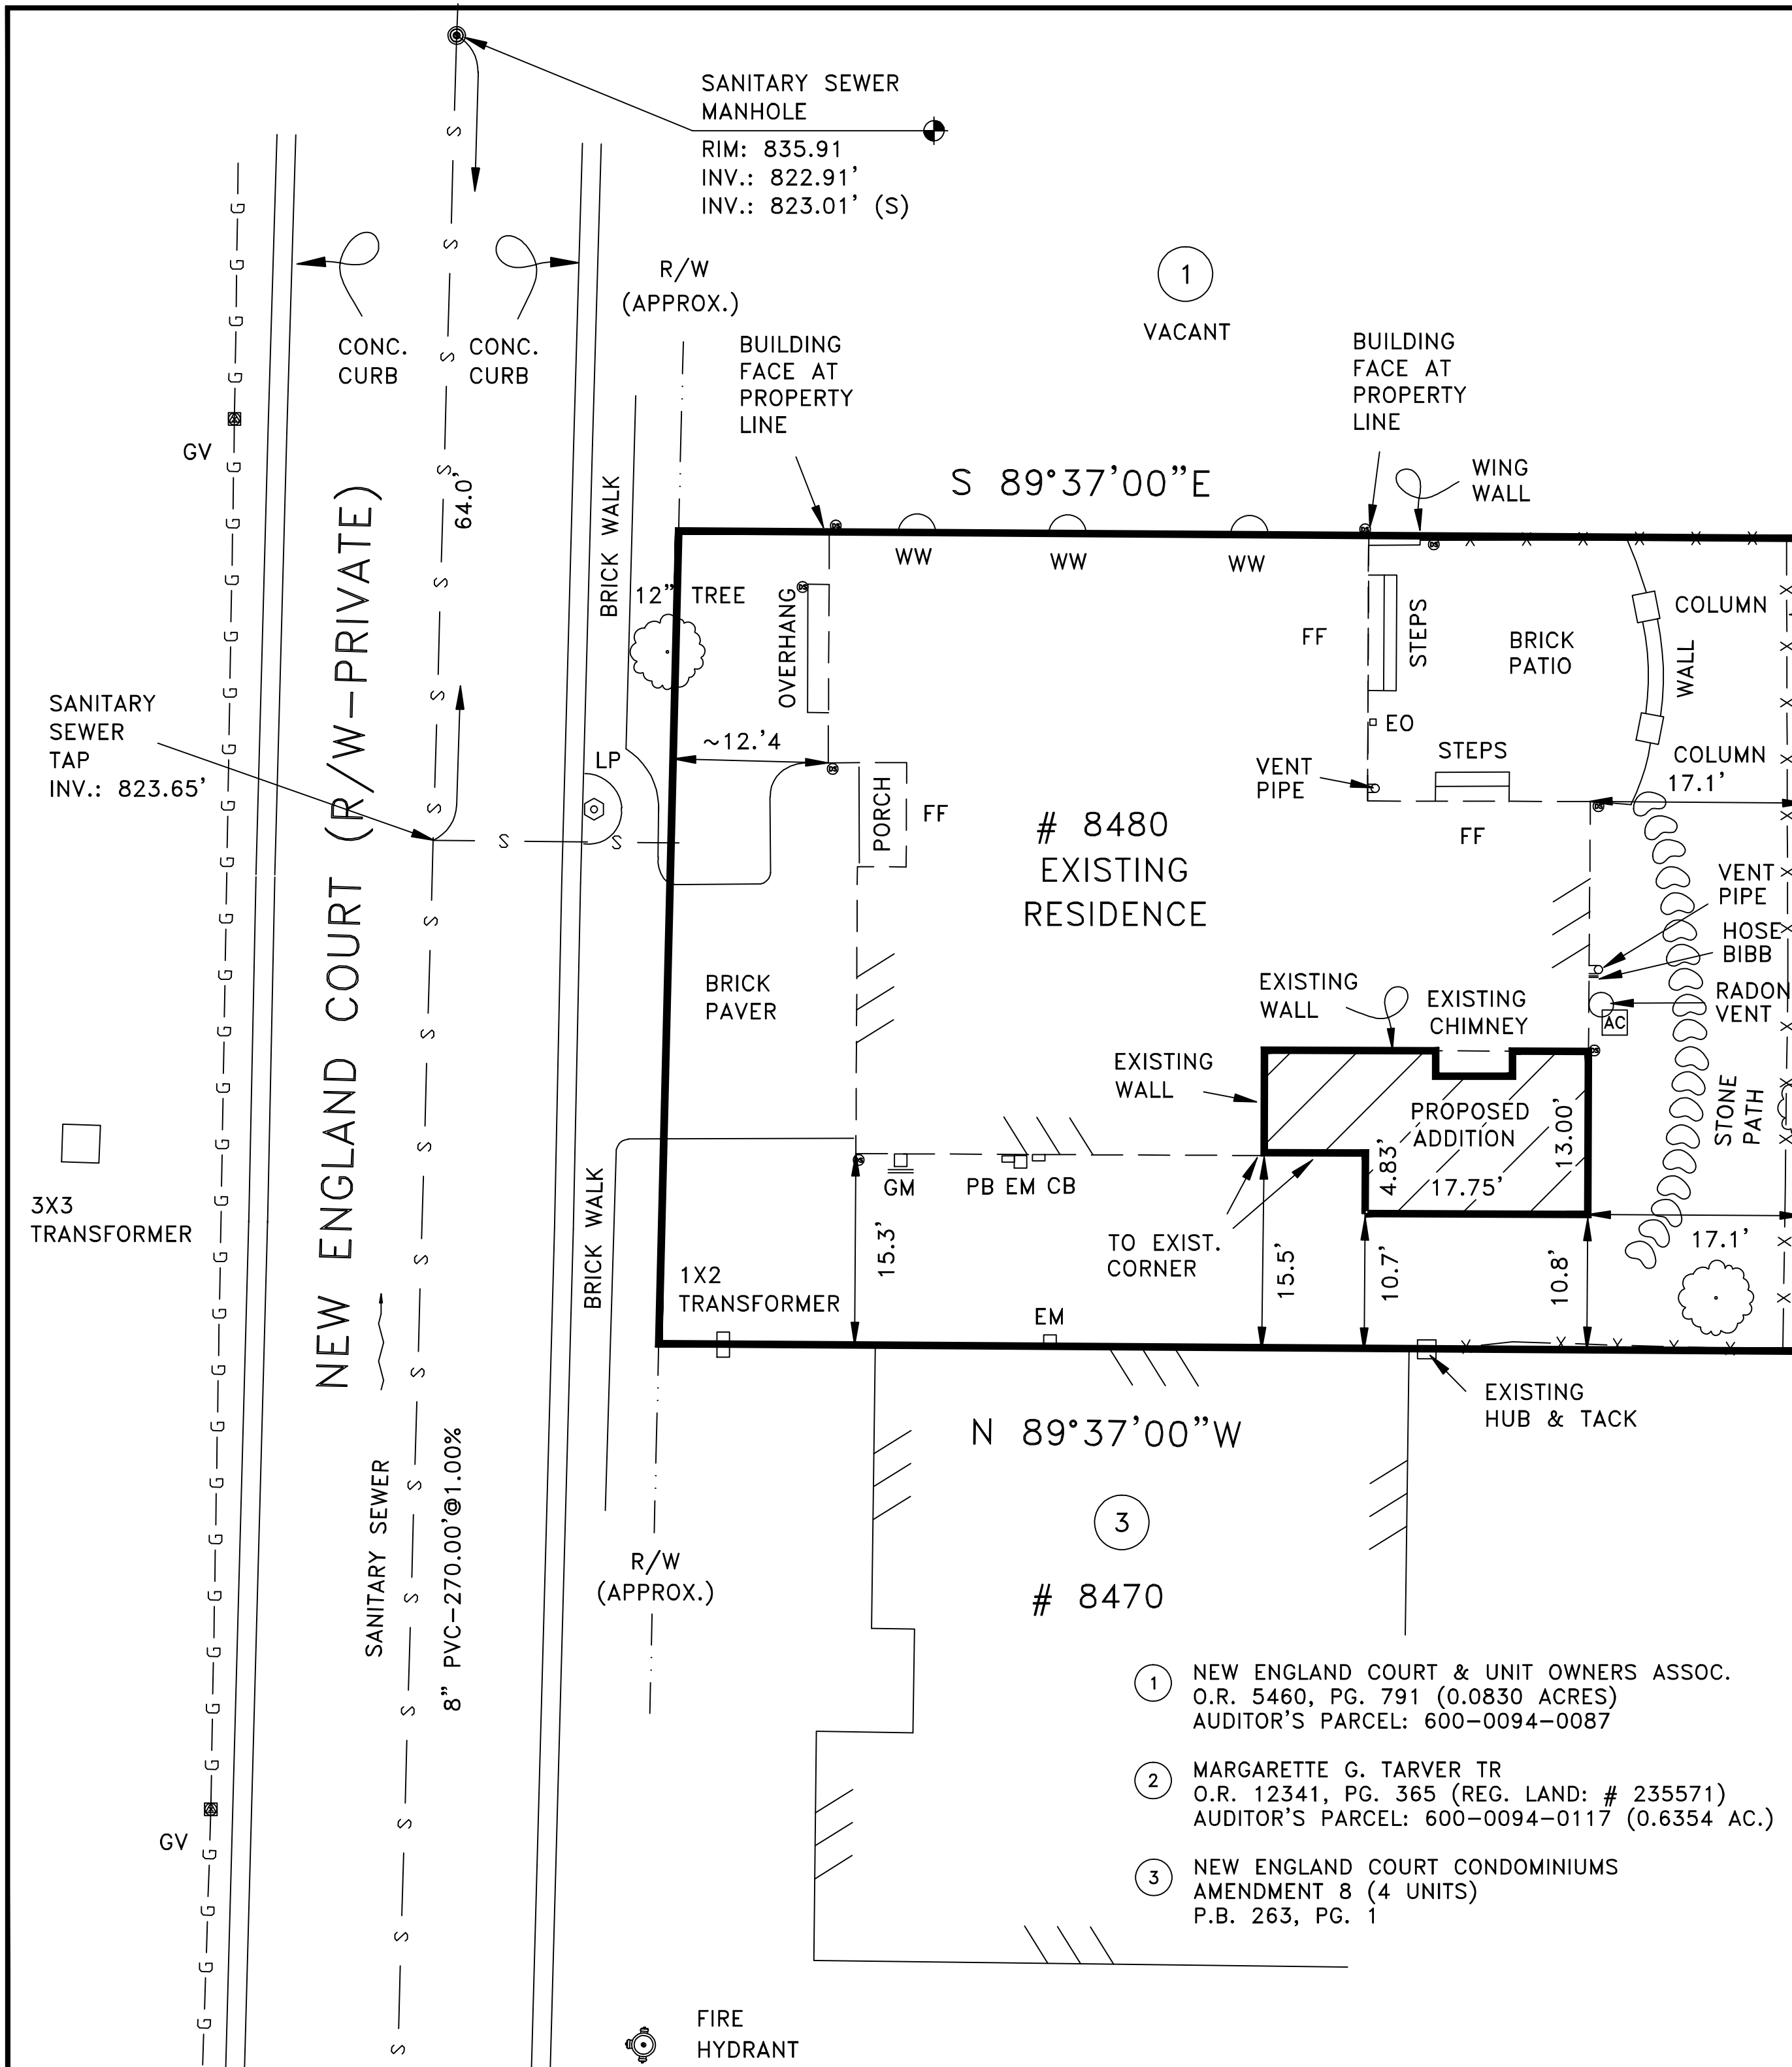 SANITARY SEWER
MANHOLE
RIM: 835.91
INV.: 822.91'
INV.: 823.01' (S)
R/W
(APPROX.)
1
VACANT
CONC.
CURB
CONC.
CURB
BUILDING
FACE AT
PROPERTY
LINE
BUILDING
FACE AT
PROPERTY
LINE
WING
WALL
GV
64.0'
S 89°37'00"E
BRICK WALK
NEW ENGLAND COURT (R/W-PRIVATE)
WW
WW
WW
12" TREE
OVERHANG
FF
STEPS
BRICK
PATIO
COLUMN
WALL
COLUMN
SANITARY
SEWER
TAP
INV.: 823.65'
LP
~12.'4
EO
STEPS
VENT
PIPE
17.1'
PORCH
FF
FF
# 8480
EXISTING
RESIDENCE
VENT
PIPE
HOSE
BIBB
RADON
VENT
AC
BRICK
PAVER
EXISTING
WALL
EXISTING
CHIMNEY
EXISTING
WALL
PROPOSED
ADDITION
13.00'
4.83'
17.75'
STONE
PATH
3X3
TRANSFORMER
GM
PB EM CB
BRICK WALK
15.3'
TO EXIST.
CORNER
15.5'
10.7'
10.8'
17.1'
1X2
TRANSFORMER
EM
EXISTING
HUB & TACK
N 89°37'00"W
SANITARY SEWER
8" PVC-270.00'@1.00%
3
# 8470
R/W
(APPROX.)
GV
1 NEW ENGLAND COURT & UNIT OWNERS ASSOC.
O.R. 5460, PG. 791 (0.0830 ACRES)
AUDITOR'S PARCEL: 600-0094-0087
2 MARGARETTE G. TARVER TR
O.R. 12341, PG. 365 (REG. LAND: # 235571)
AUDITOR'S PARCEL: 600-0094-0117 (0.6354 AC.)
3 NEW ENGLAND COURT CONDOMINIUMS
AMENDMENT 8 (4 UNITS)
P.B. 263, PG. 1
FIRE
HYDRANT